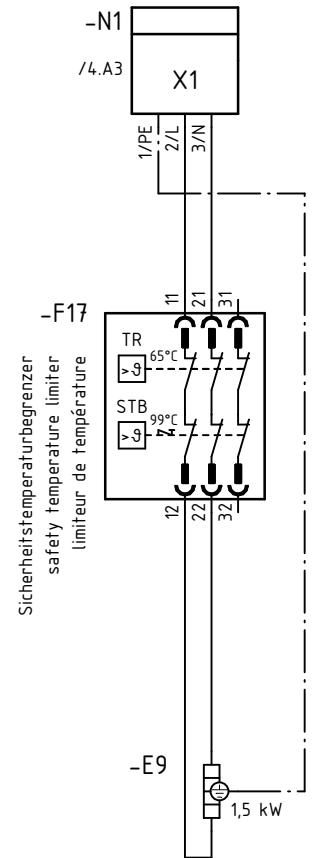 -N1
/4.A3
X1
1/PE
2/L
3/N
-F17
11
21
31
TR
65°C
>ϑ
STB
99°C
>ϑ
12
22
32
Sicherheitstemperaturbegrenzer
safety temperature limiter
limiteur de température
-E9
1,5 kW